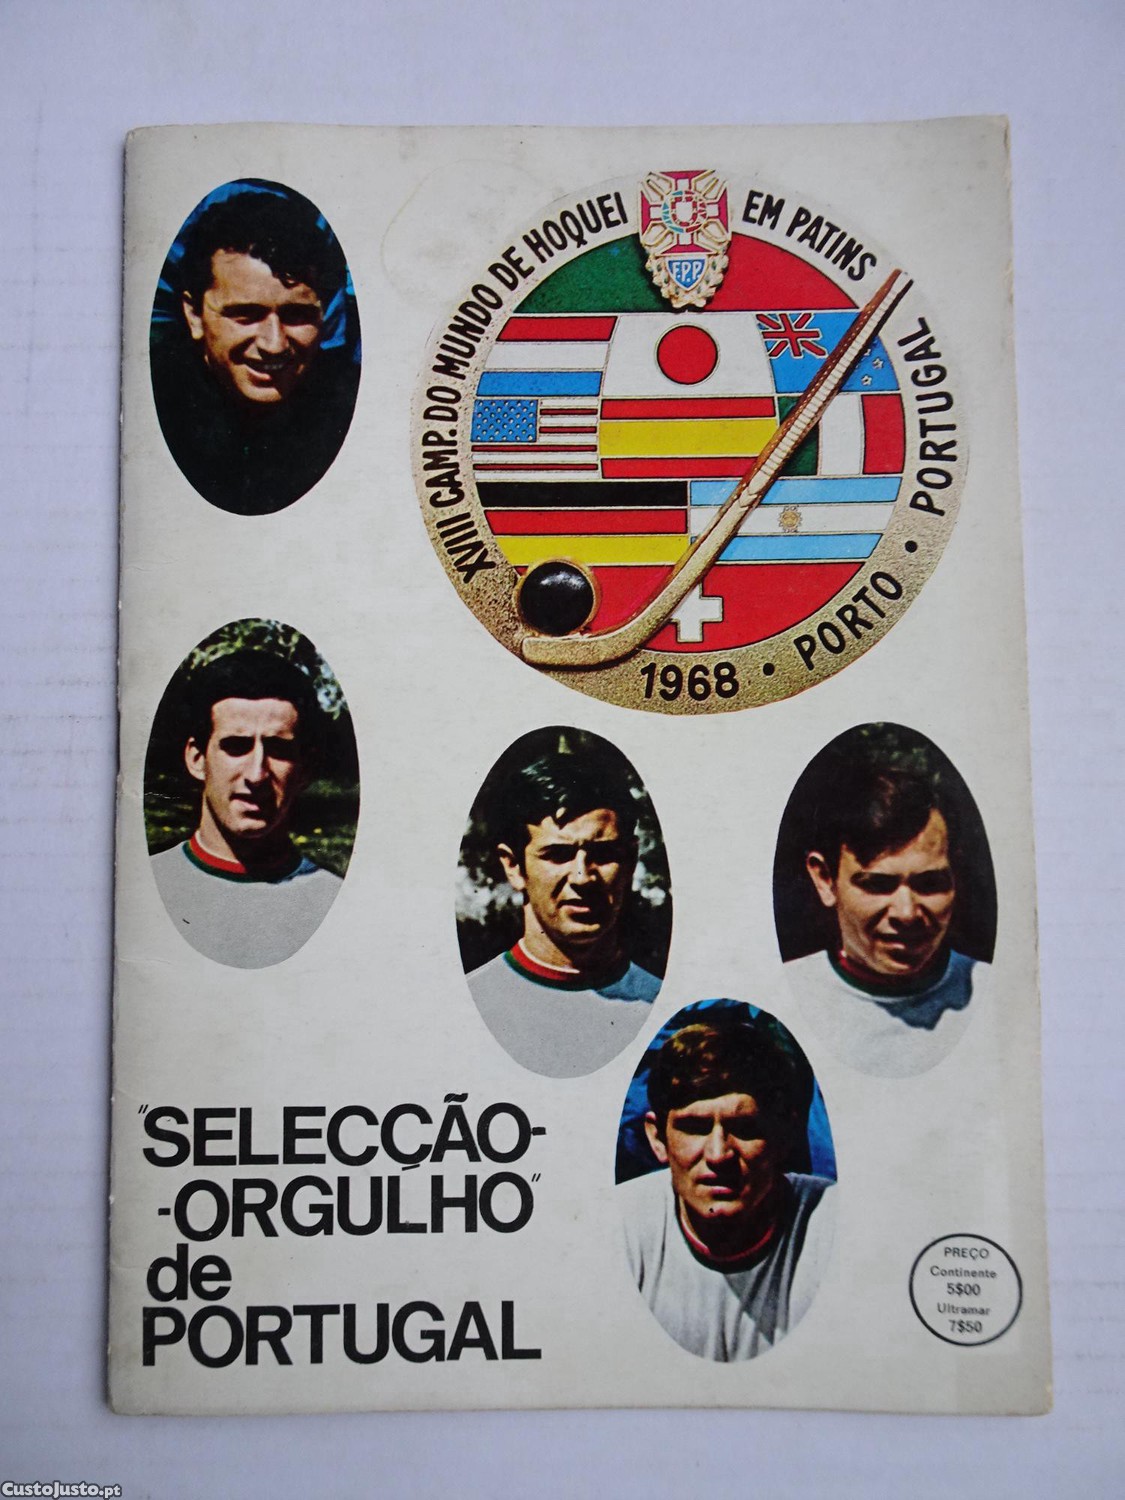 XVIII CAMP. DO MUNDO DE HOQUEI EM PATINS
F.P.P.
1968 • PORTO • PORTUGAL
"SELECÇÃO-
-ORGULHO"
de
PORTUGAL
PREÇO
Continente
5$00
Ultramar
7$50
CustoJusto.pt